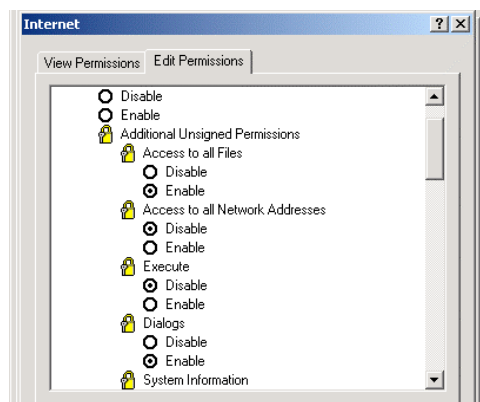 Internet
View Permissions
Edit Permissions
Disable
Enable
Additional Unsigned Permissions
Access to all Files
Disable
Enable
Access to all Network Addresses
Disable
Enable
Execute
Disable
Enable
Dialogs
Disable
Enable
System Information